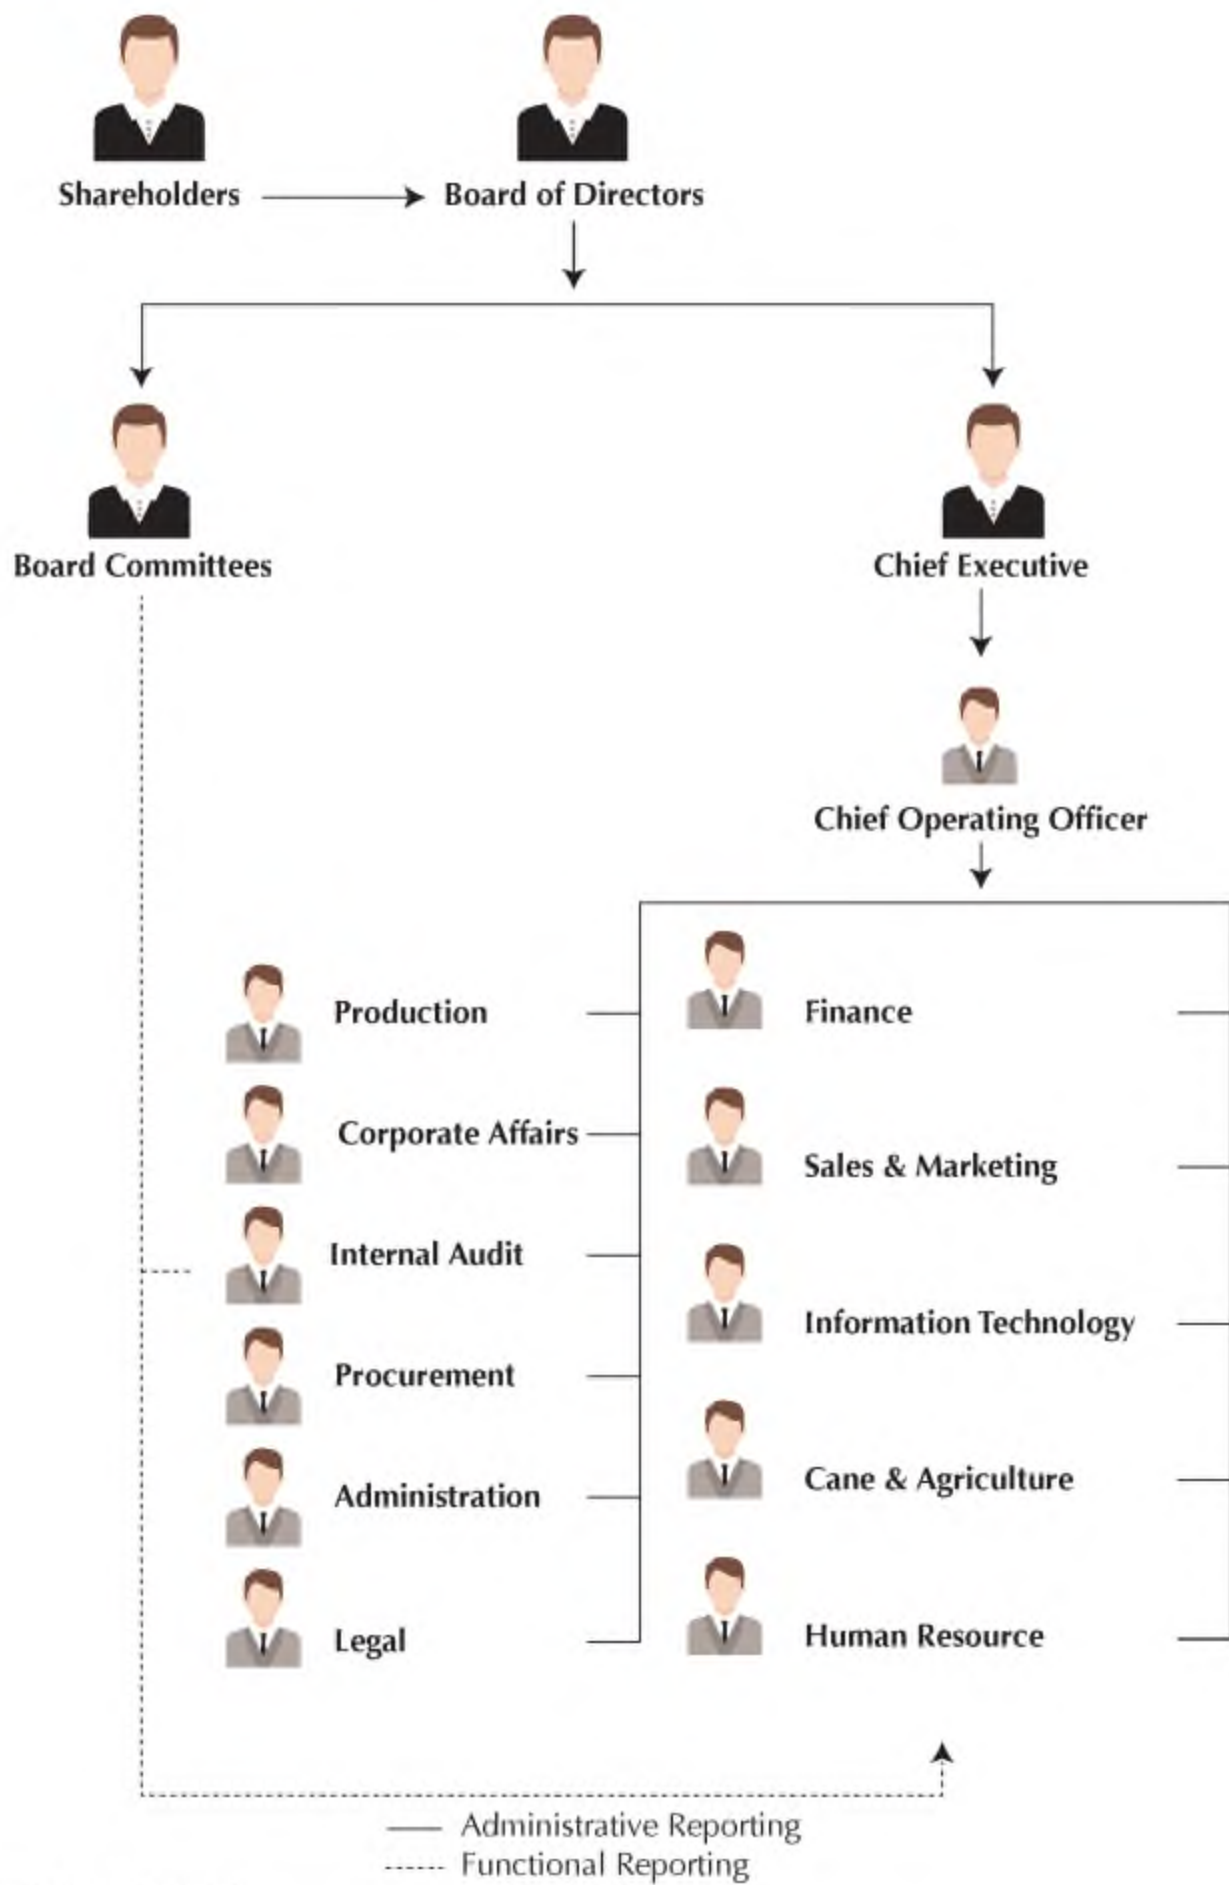 Shareholders
Board of Directors
Board Committees
Chief Executive
Chief Operating Officer
Production
Corporate Affairs
Internal Audit
Procurement
Administration
Legal
Finance
Sales & Marketing
Information Technology
Cane & Agriculture
Human Resource
Administrative Reporting
Functional Reporting